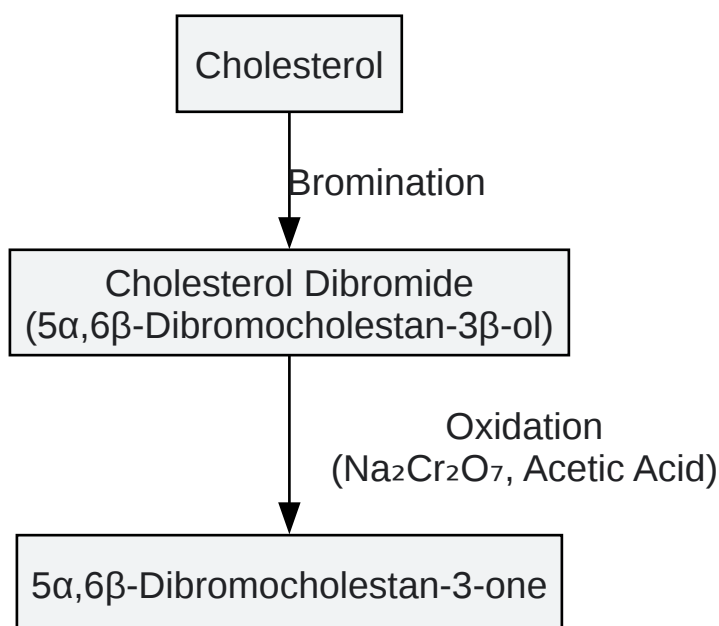 Cholesterol
Bromination
Cholesterol Dibromide
(5α,6β-Dibromocholestan-3β-ol)
Oxidation
(Na₂Cr₂O₇, Acetic Acid)
5α,6β-Dibromocholestan-3-one